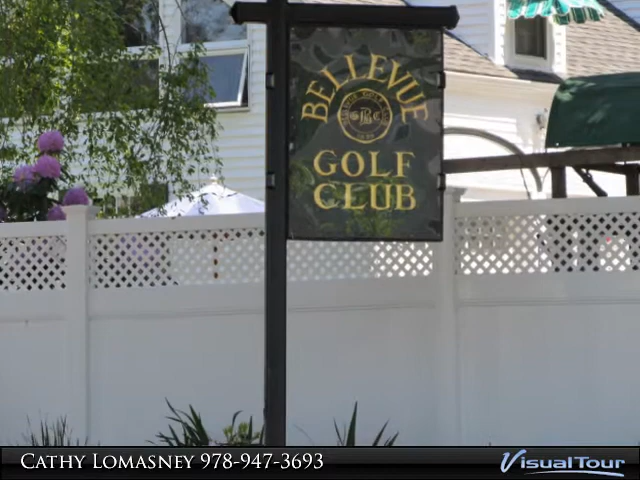 BELLEVUE
GOLF
CLUB
CATHY LOMASNEY 978-947-3693
VISUALTOUR